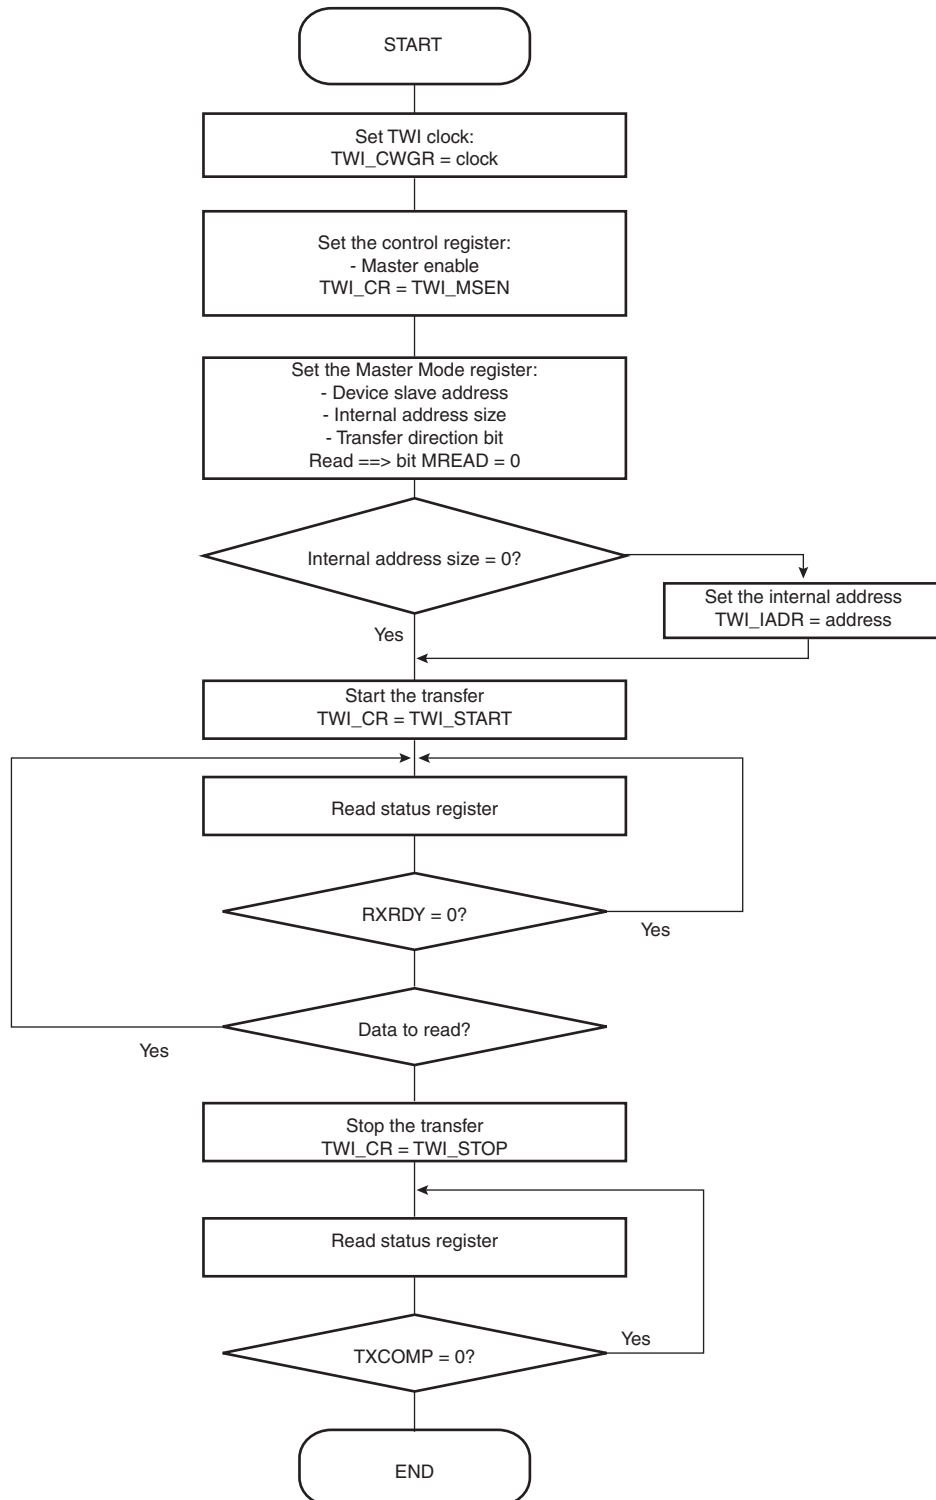 START
Set TWI clock:
TWI_CWGR = clock
Set the control register:
- Master enable
TWI_CR = TWI_MSEN
Set the Master Mode register:
- Device slave address
- Internal address size
- Transfer direction bit
Read ==> bit MREAD = 0
Internal address size = 0?
Set the internal address
TWI_IADR = address
Yes
Start the transfer
TWI_CR = TWI_START
Read status register
RXRDY = 0?
Yes
Data to read?
Yes
Stop the transfer
TWI_CR = TWI_STOP
Read status register
TXCOMP = 0?
Yes
END